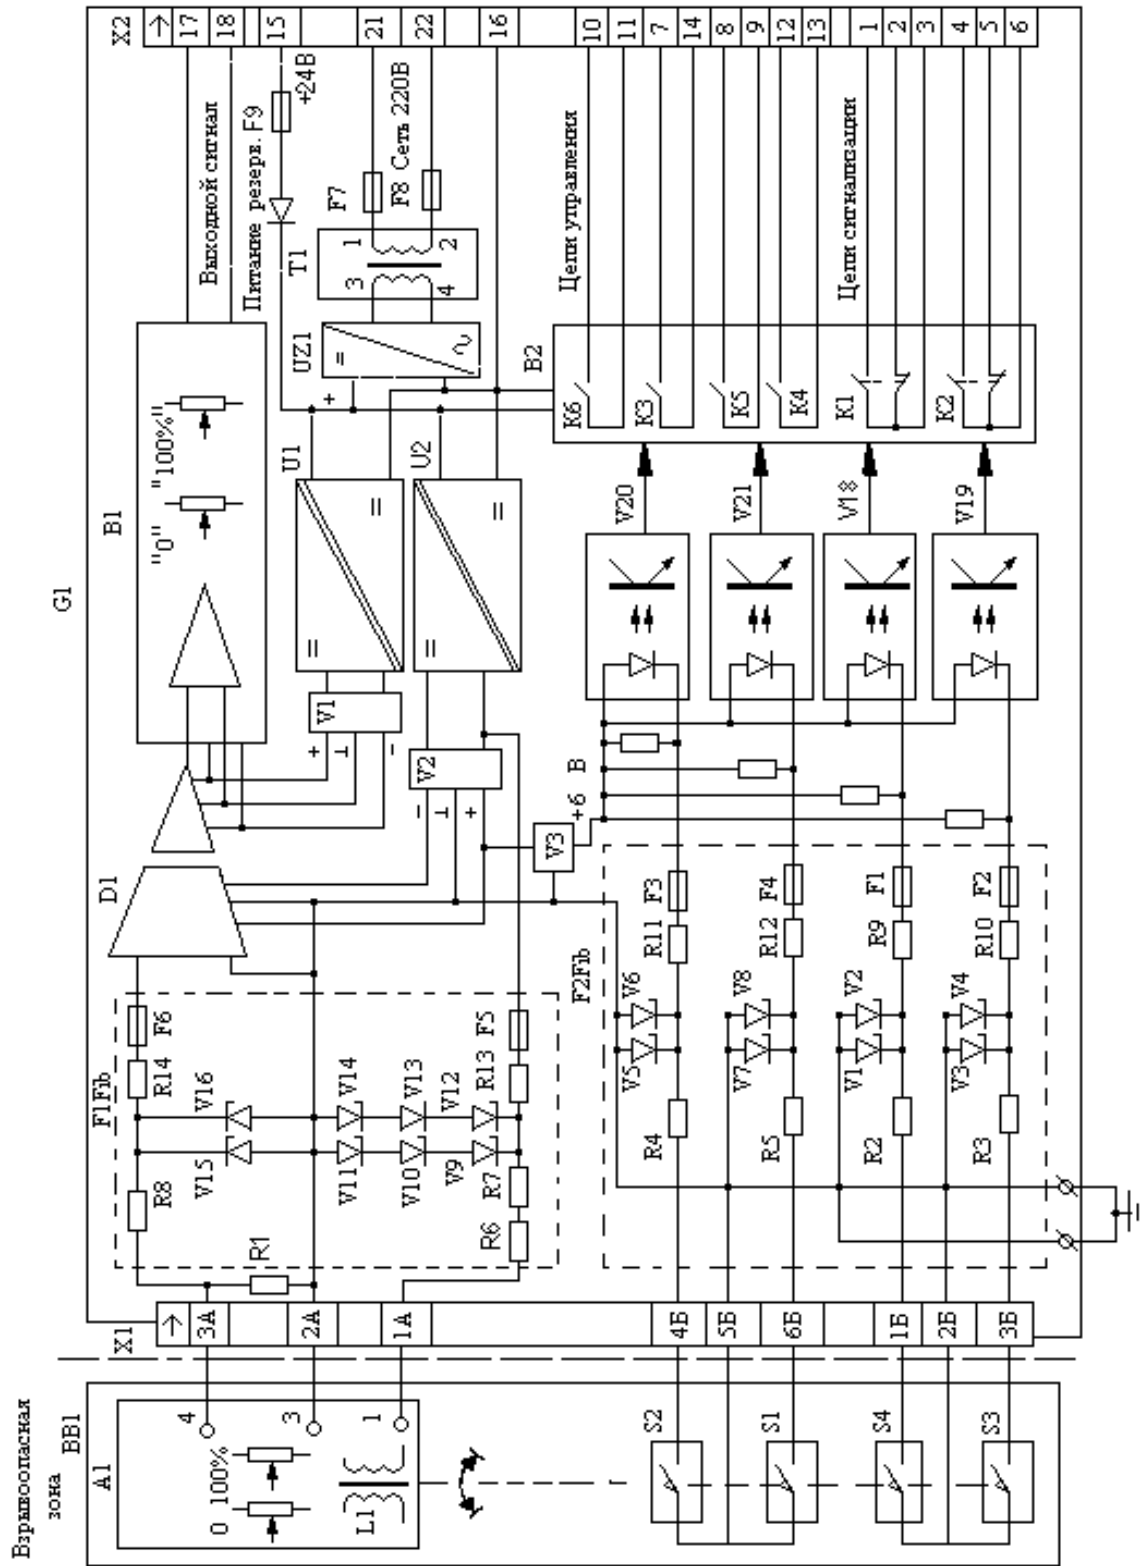 Взрывоопасная
зона
BB1
A1
0 100%
L1
4
3
1
S2
S1
S4
S3
X1
3A
2A
1A
4Б
5Б
6Б
1Б
2Б
3Б
G1
F1Fib
R8
R1
V15
V16
R14
F6
V11
V14
V10
V13
V9
V12
R6
R7
R13
F5
F2Fib
R4
V5
V6
R11
F3
R5
V7
V8
R12
F4
R2
V1
V2
R9
F1
R3
V3
V4
R10
F2
D1
B1
"0"
"100%"
V1
+
⊥
−
V2
−
⊥
+
V3
+6 В
U1
=
=
U2
=
=
UZ1
=
~
+
T1
3
1
4
2
F7
F8 Сеть 220В
Выходной сигнал
Питание резерв. F9
+24В
V20
V21
V18
V19
B2
K6
K3
K5
K4
K1
K2
Цепи управления
Цепи сигнализации
X2
17
18
15
21
22
16
10
11
7
14
8
9
12
13
1
2
3
4
5
6